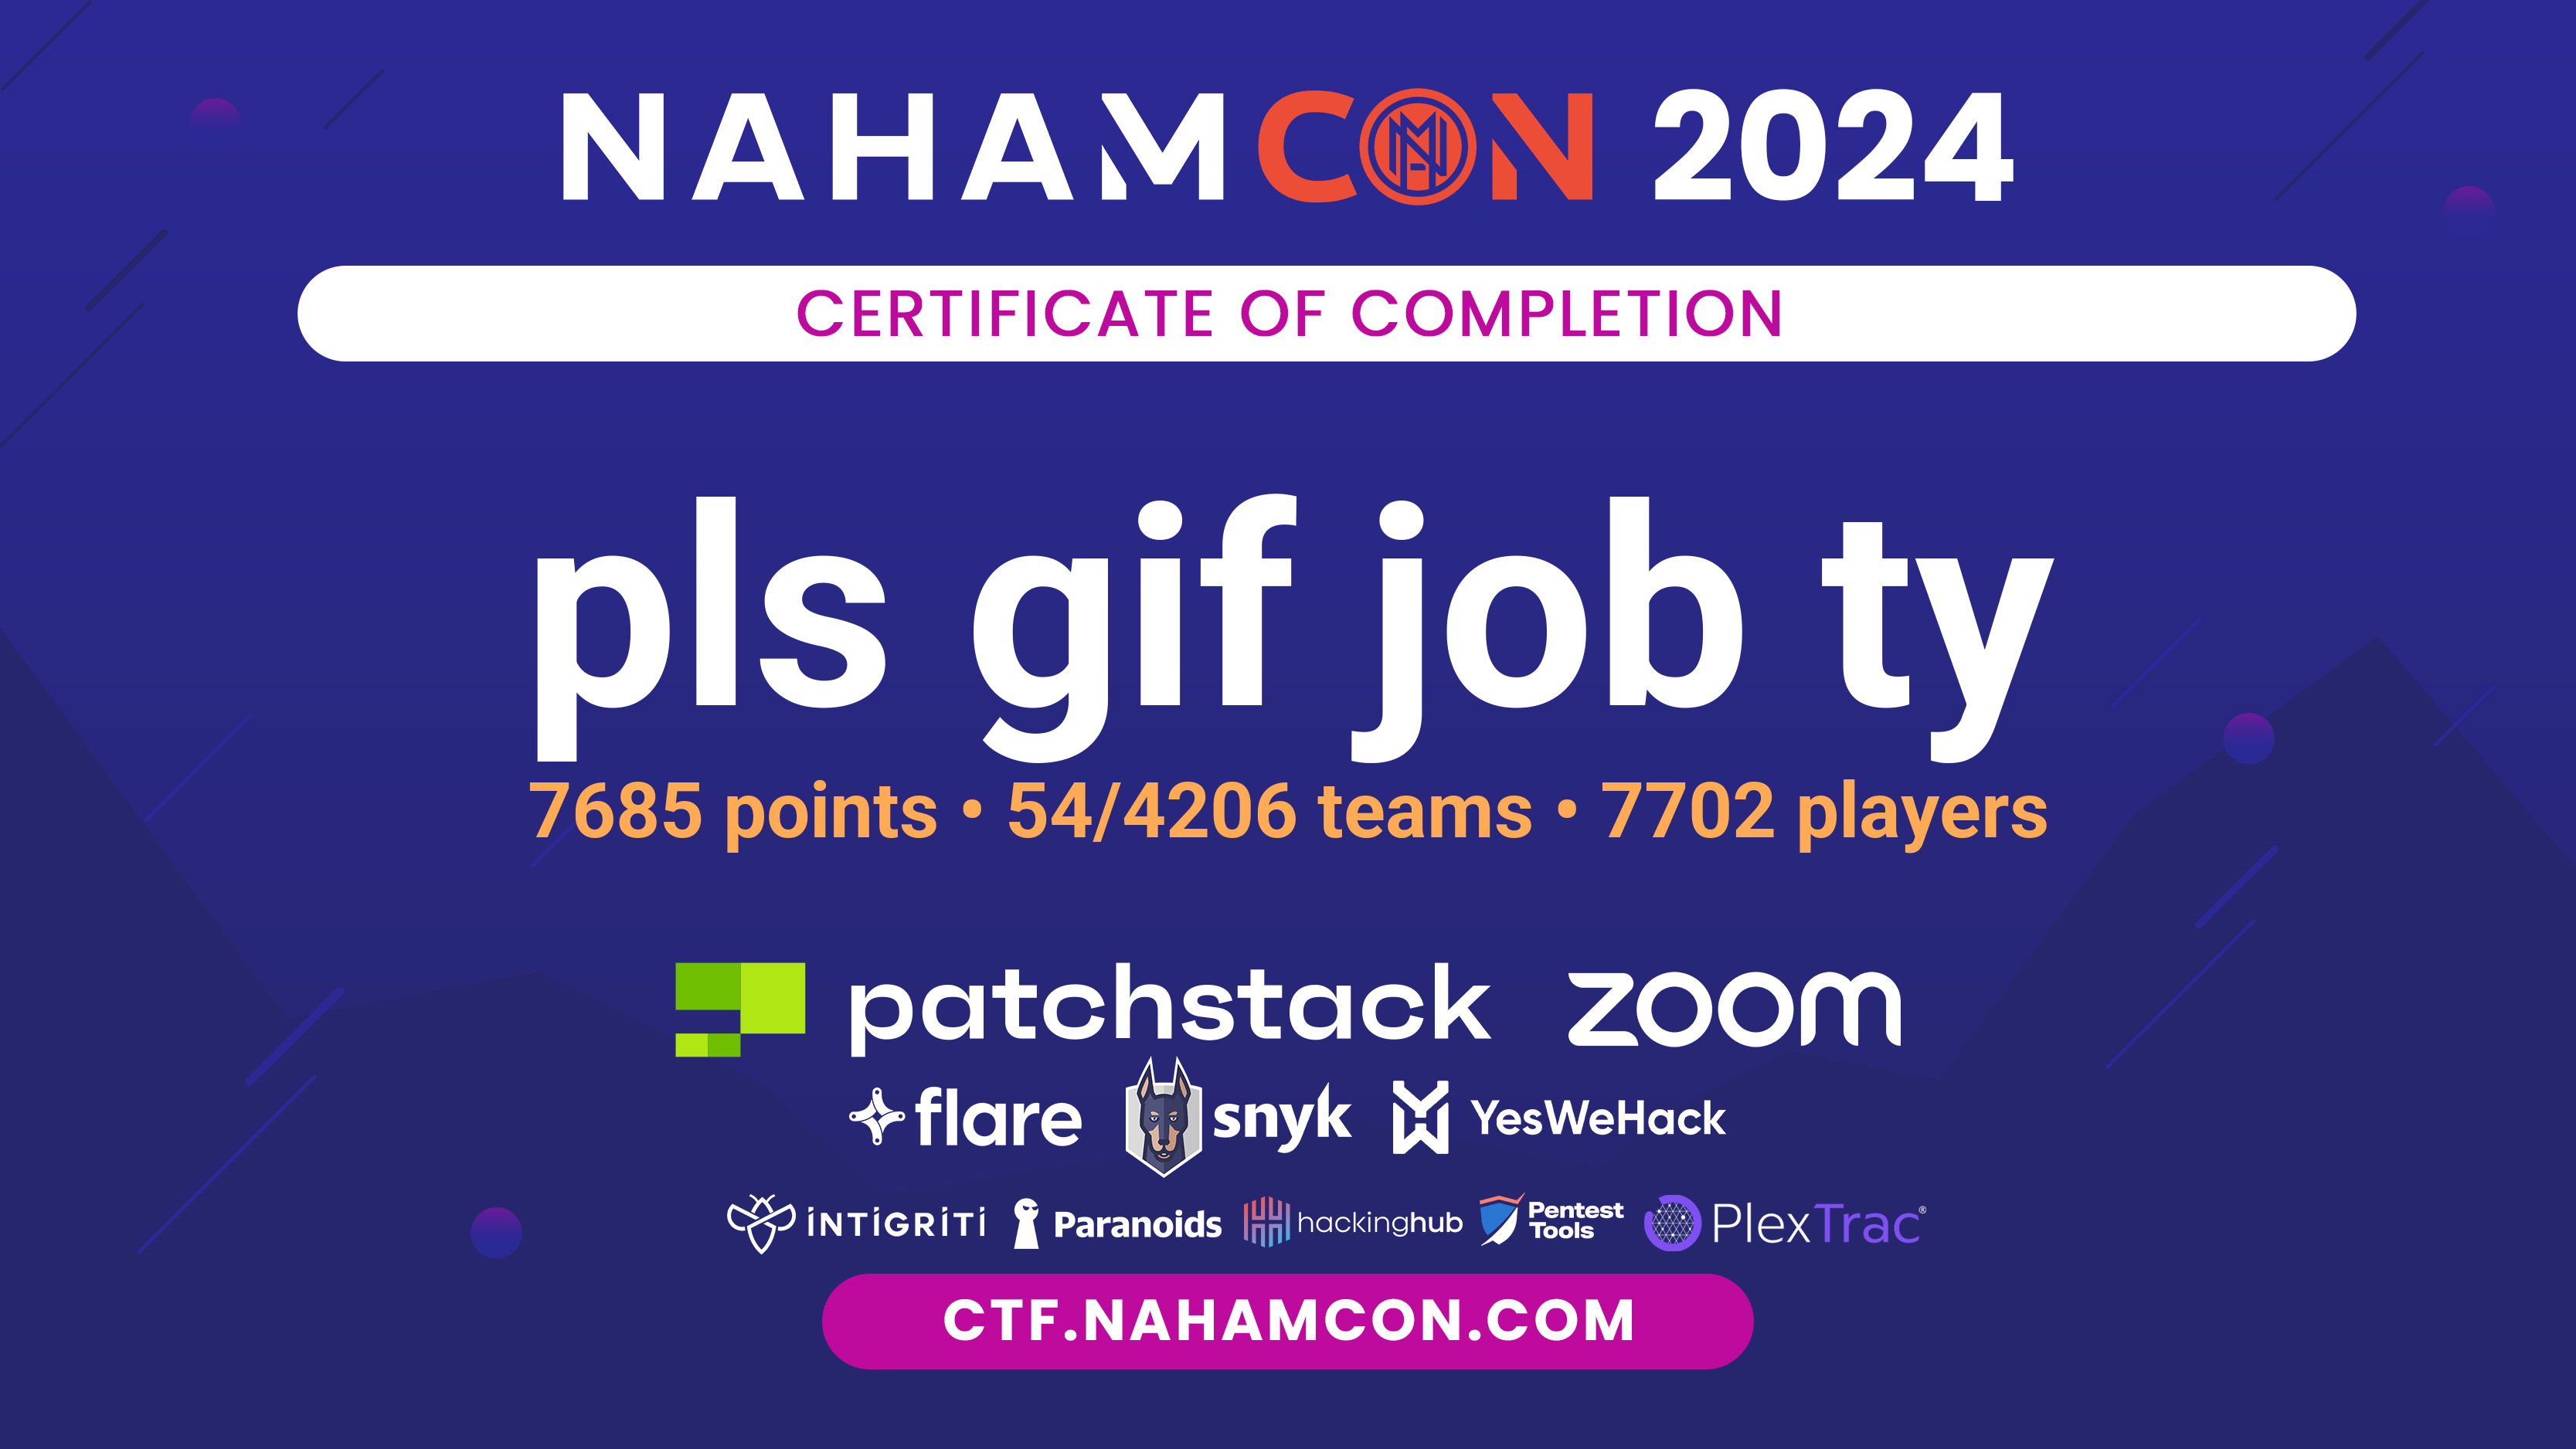 NAHAMCON 2024
CERTIFICATE OF COMPLETION
pls gif job ty
7685 points • 54/4206 teams • 7702 players
patchstack zoom
flare snyk YesWeHack
INTIGRITI Paranoids hackinghub Pentest Tools PlexTrac®
CTF.NAHAMCON.COM